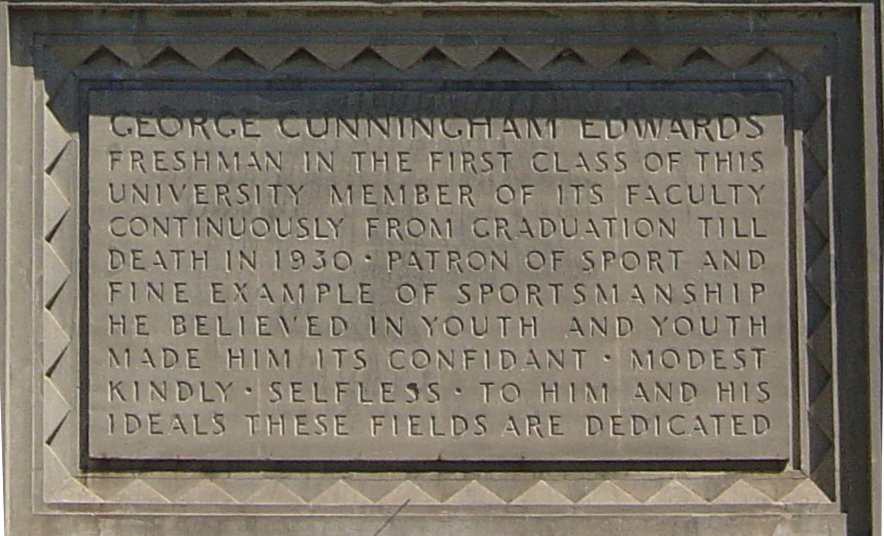 GEORGE CUNNINGHAM EDWARDS
FRESHMAN IN THE FIRST CLASS OF THIS
UNIVERSITY MEMBER OF ITS FACULTY
CONTINUOUSLY FROM GRADUATION TILL
DEATH IN 1930 · PATRON OF SPORT AND
FINE EXAMPLE OF SPORTSMANSHIP
HE BELIEVED IN YOUTH AND YOUTH
MADE HIM ITS CONFIDANT · MODEST
KINDLY · SELFLESS · TO HIM AND HIS
IDEALS THESE FIELDS ARE DEDICATED